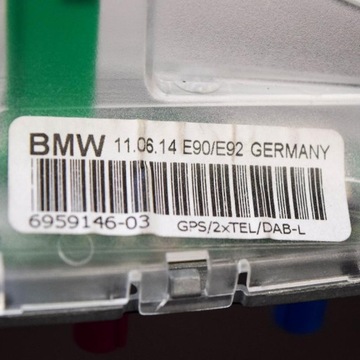 BMW 11.06.14 E90/E92 GERMANY
6959146-03 GPS/2xTEL/DAB-L